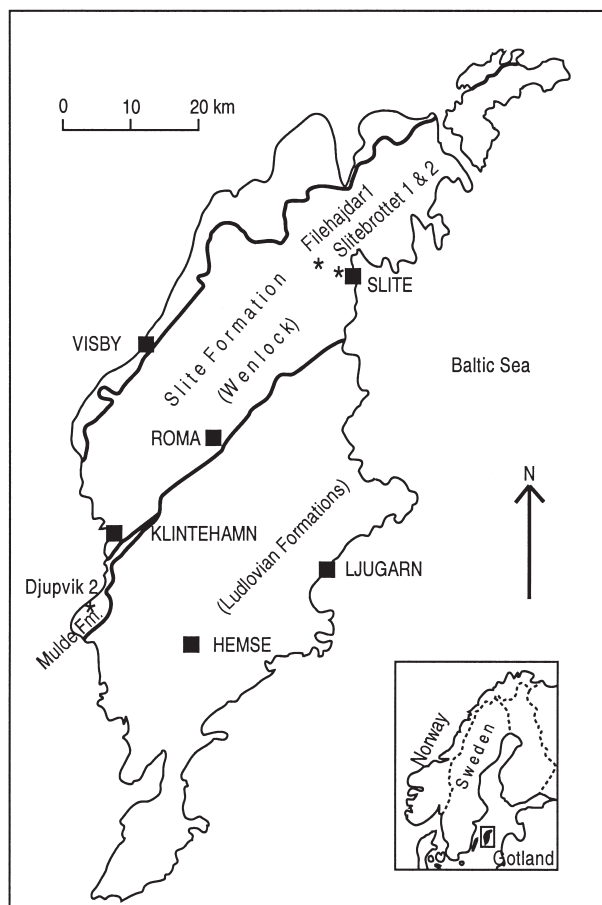 0 10 20 km
Filehajdar1
Slitebrottet 1 & 2
SLITE
Slite Formation
(Wenlock)
VISBY
Baltic Sea
ROMA
N
KLINTEHAMN
(Ludlovian Formations)
LJUGARN
Djupvik 2
Mulde Fm.
HEMSE
Norway
Sweden
Gotland